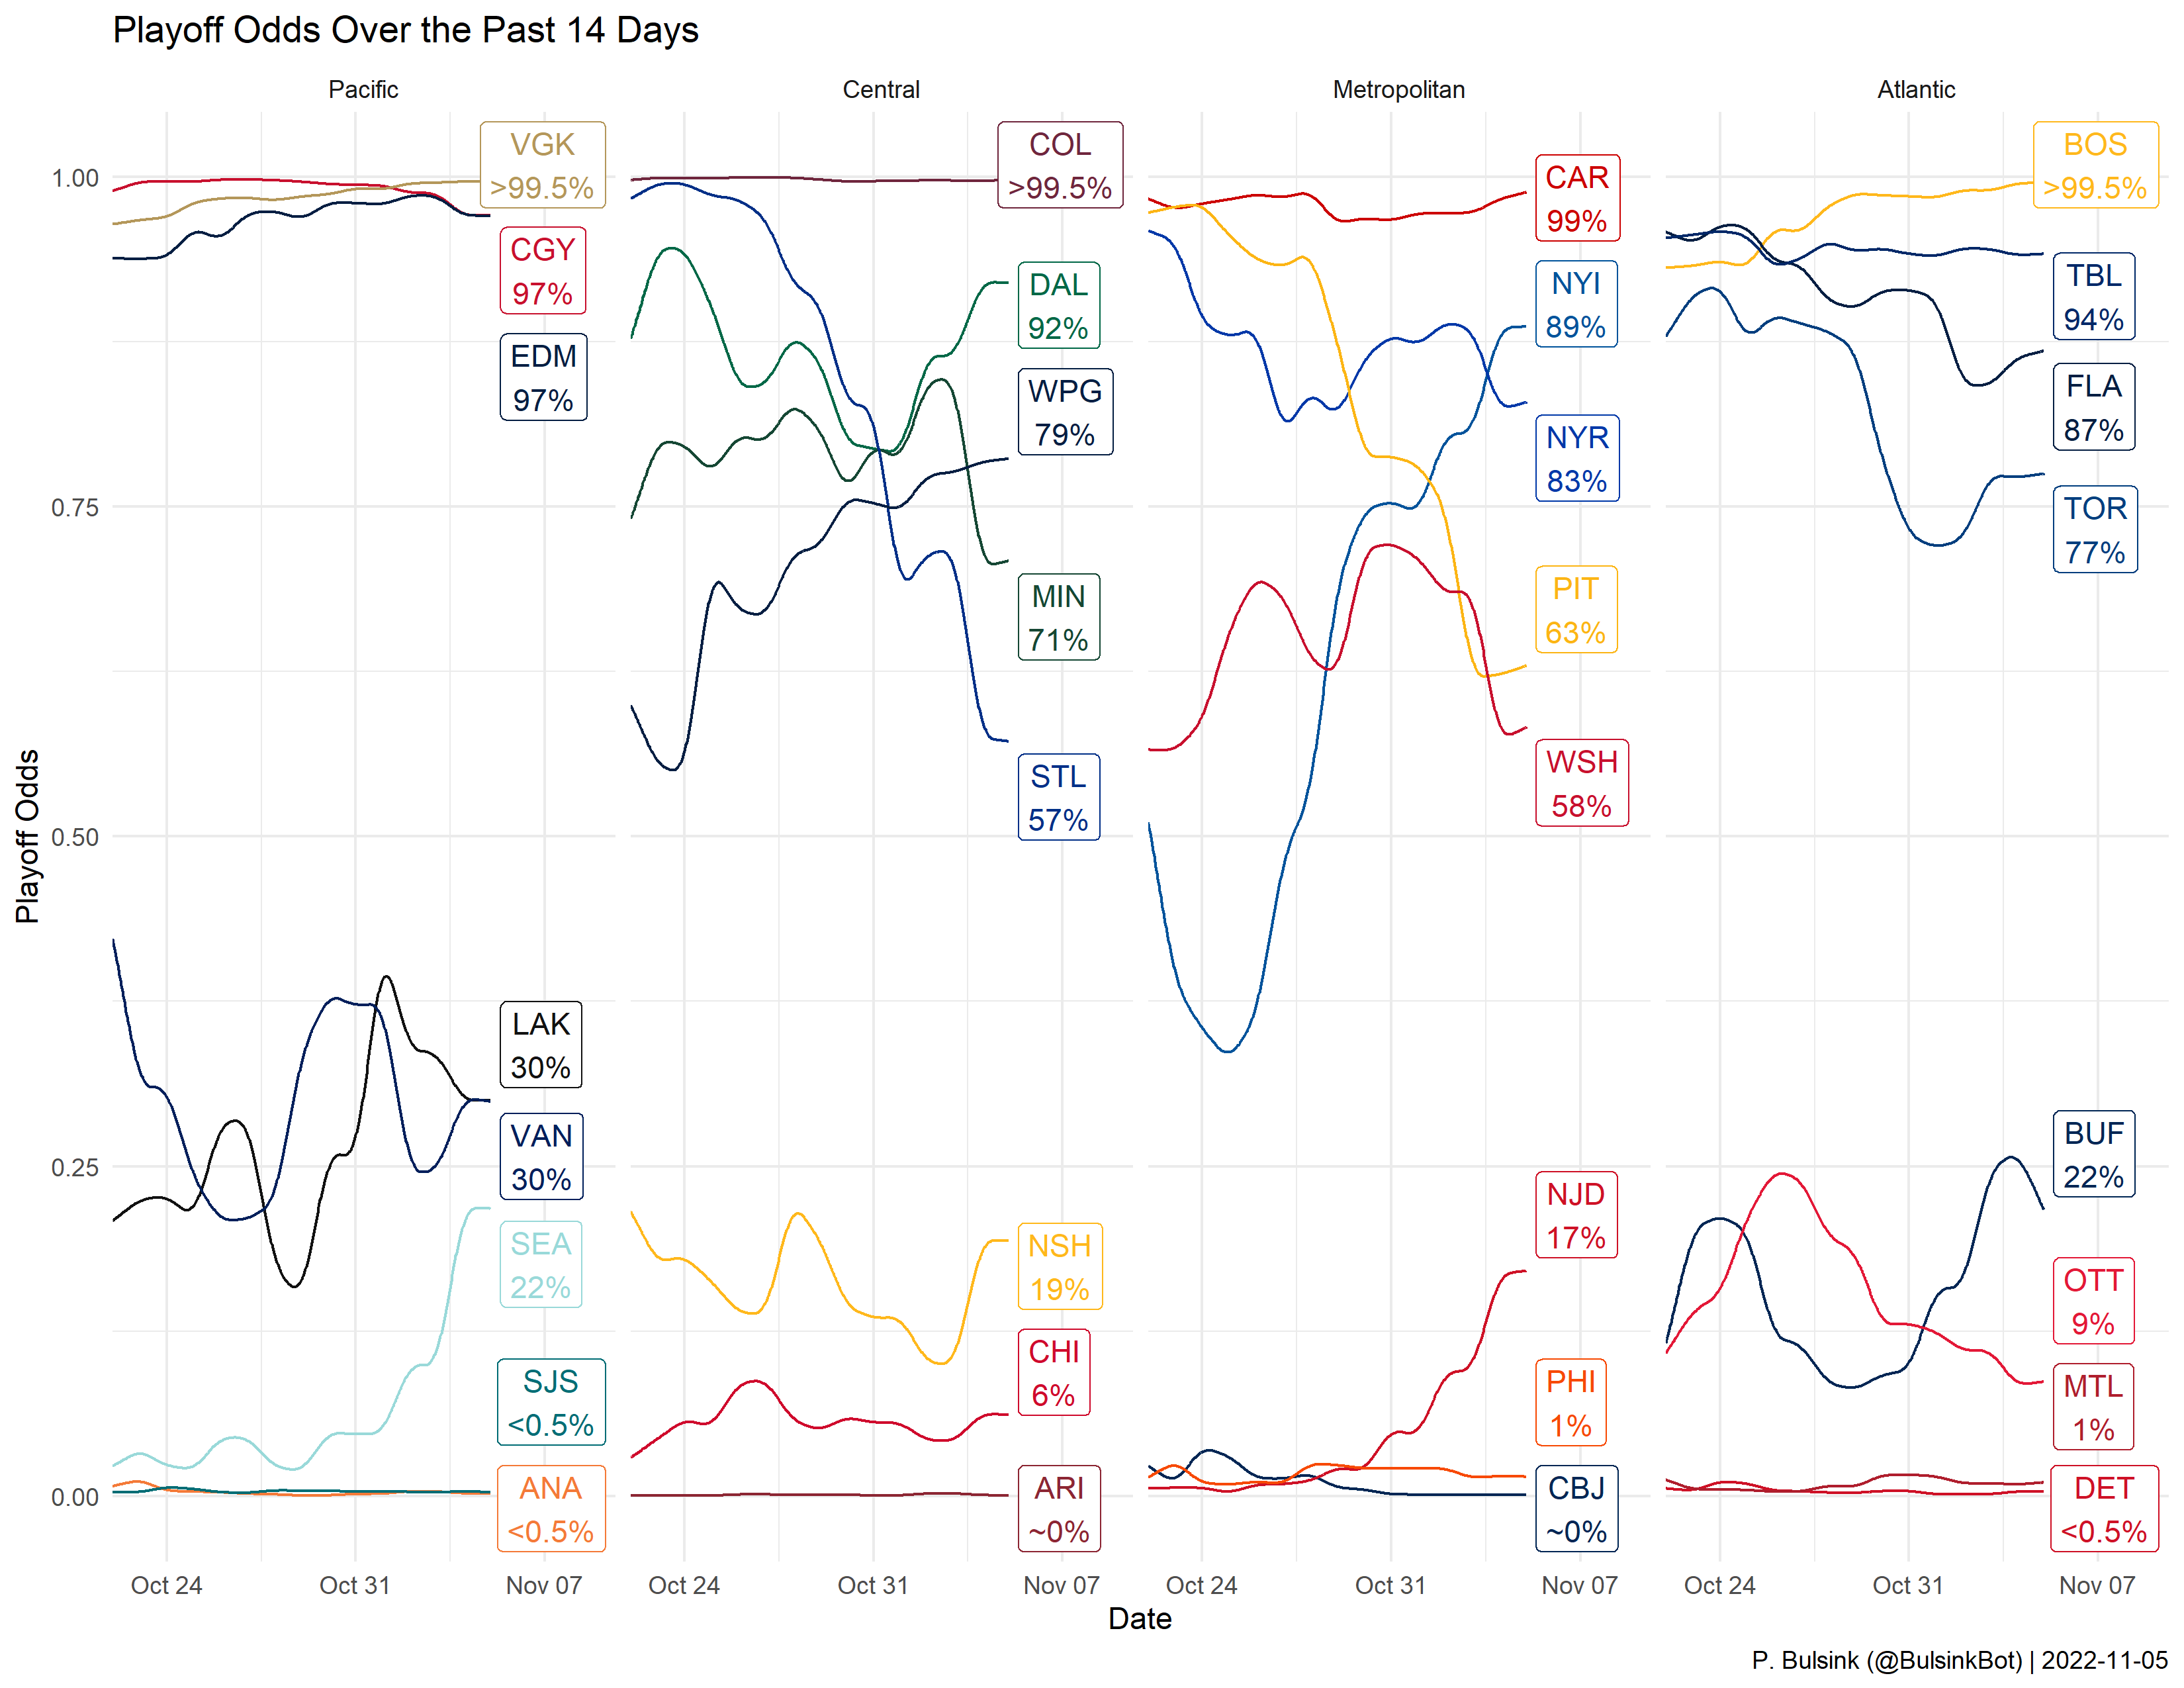 Playoff Odds Over the Past 14 Days
Pacific
Central
Metropolitan
Atlantic
Playoff Odds
1.00
0.75
0.50
0.25
0.00
VGK
>99.5%
CGY
97%
EDM
97%
LAK
30%
VAN
30%
SEA
22%
SJS
<0.5%
ANA
<0.5%
COL
>99.5%
DAL
92%
WPG
79%
MIN
71%
STL
57%
NSH
19%
CHI
6%
ARI
~0%
CAR
99%
NYI
89%
NYR
83%
PIT
63%
WSH
58%
NJD
17%
PHI
1%
CBJ
~0%
BOS
>99.5%
TBL
94%
FLA
87%
TOR
77%
BUF
22%
OTT
9%
MTL
1%
DET
<0.5%
Oct 24
Oct 31
Nov 07
Oct 24
Oct 31
Nov 07
Oct 24
Oct 31
Nov 07
Oct 24
Oct 31
Nov 07
Date
P. Bulsink (@BulsinkBot) | 2022-11-05